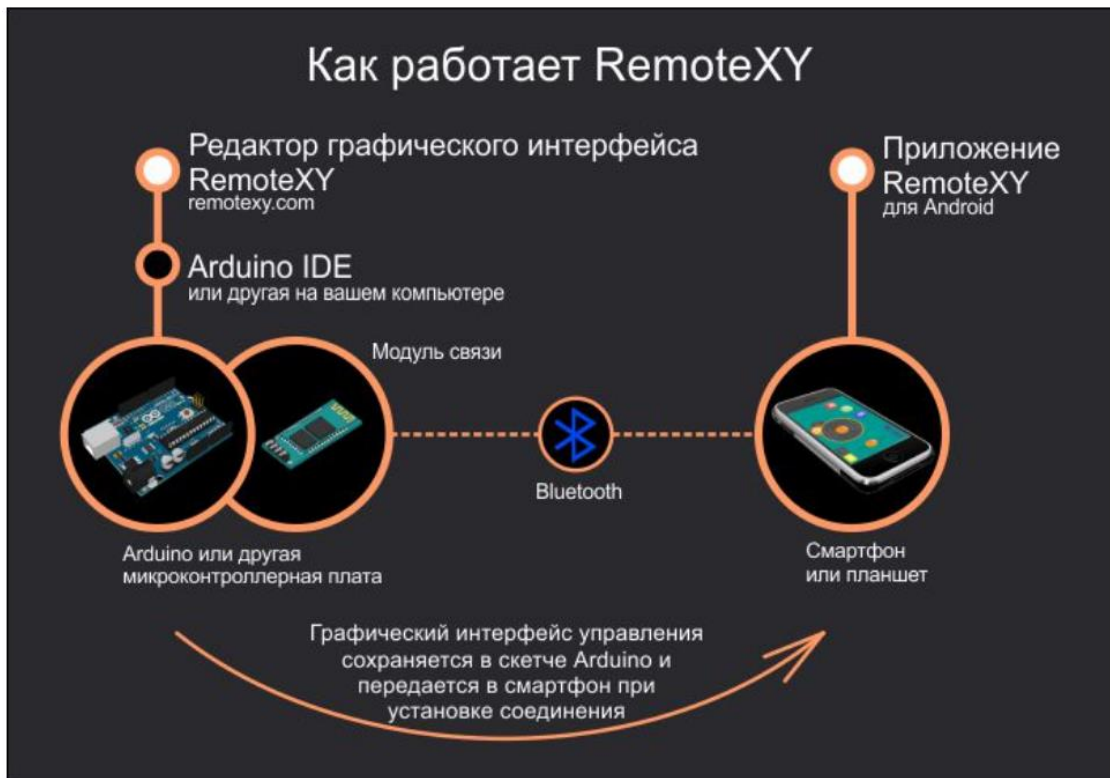 Как работает RemoteXY
Редактор графического интерфейса
RemoteXY
remotexy.com
Приложение
RemoteXY
для Android
Arduino IDE
или другая на вашем компьютере
Модуль связи
Bluetooth
Arduino или другая
микроконтроллерная плата
Смартфон
или планшет
Графический интерфейс управления
сохраняется в скетче Arduino и
передается в смартфон при
установке соединения